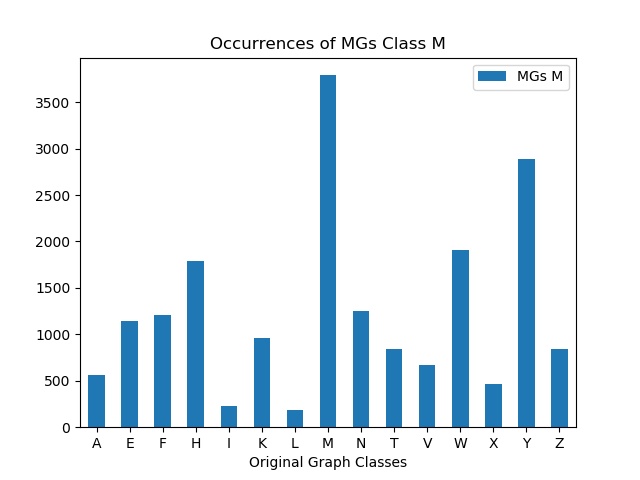 Occurrences of MGs Class M
MGs M
3500
3000
2500
2000
1500
1000
500
0
A E F H I K L M N T V W X Y Z
Original Graph Classes